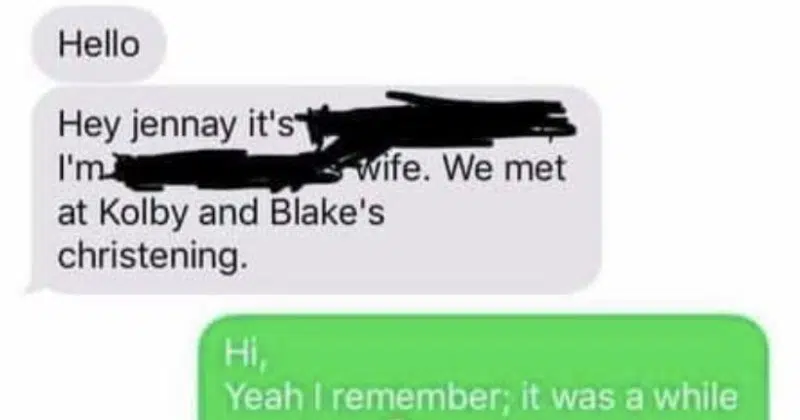 Hello
Hey jennay it's
I'm wife. We met
at Kolby and Blake's
christening.
Hi,
Yeah I remember; it was a while